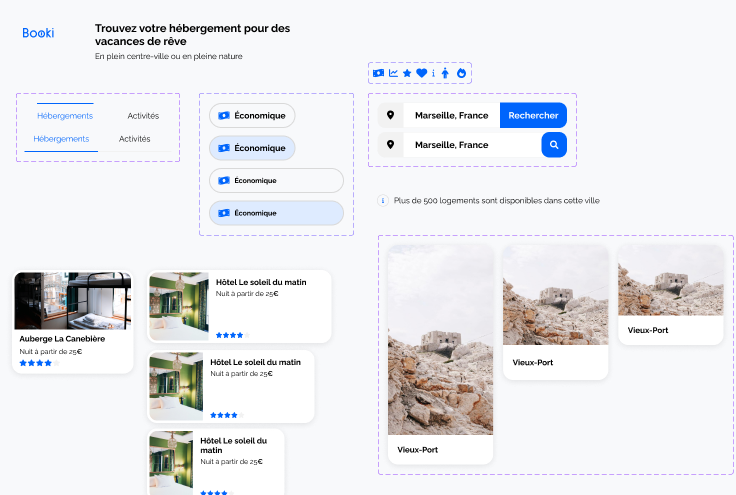 Booki
Trouvez votre hébergement pour des
vacances de rêve
En plein centre-ville ou en pleine nature
Hébergements
Activités
Hébergements
Activités
Économique
Économique
Économique
Économique
Marseille, France
Rechercher
Marseille, France
Plus de 500 logements sont disponibles dans cette ville
Auberge La Canebière
Nuit à partir de 25€
Hôtel Le soleil du matin
Nuit à partir de 25€
Hôtel Le soleil du matin
Nuit à partir de 25€
Hôtel Le soleil du
matin
Nuit à partir de 25€
Vieux-Port
Vieux-Port
Vieux-Port